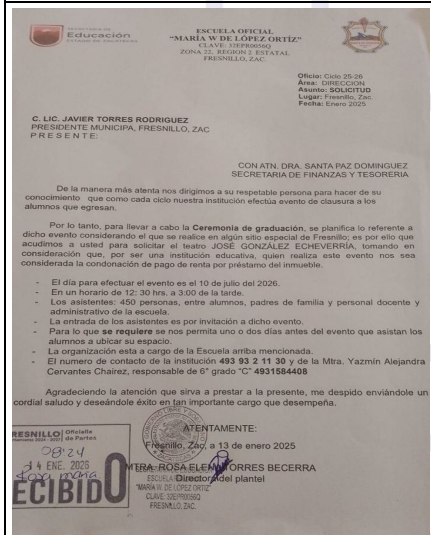 SECRETARÍA DE
Educación
ESTADO DE ZACATECAS
ESCUELA OFICIAL
"MARÍA W DE LÓPEZ ORTÍZ"
CLAVE: 32EPR0056Q
ZONA 22, REGION 2 ESTATAL
FRESNILLO, ZAC.
Oficio: Ciclo 25-26
Área: DIRECCION
Asunto: SOLICITUD
Lugar: Fresnillo, Zac.
Fecha: Enero 2025
C. LIC. JAVIER TORRES RODRIGUEZ
PRESIDENTE MUNICIPA, FRESNILLO, ZAC
P R E S E N T E:
CON ATN. DRA. SANTA PAZ DOMINGUEZ
SECRETARIA DE FINANZAS Y TESORERIA
De la manera más atenta nos dirigimos a su respetable persona para hacer de su
conocimiento que como cada ciclo nuestra institución efectúa evento de clausura a los
alumnos que egresan.
Por lo tanto, para llevar a cabo la Ceremonia de graduación, se planifica lo referente a
dicho evento considerando el que se realice en algún sitio especial de Fresnillo; es por ello que
acudimos a usted para solicitar el teatro JOSÉ GONZÁLEZ ECHEVERRÍA, tomando en
consideración que, por ser una institución educativa, quien realiza este evento nos sea
considerada la condonación de pago de renta por préstamo del inmueble.
- El día para efectuar el evento es el 10 de julio del 2026.
- En un horario de 12: 30 hrs. a 3:00 de la tarde.
- Los asistentes: 450 personas, entre alumnos, padres de familia y personal docente y
administrativo de la escuela.
- La entrada de los asistentes es por invitación a dicho evento.
- Para lo que se requiere se nos permita uno o dos días antes del evento que asistan los
alumnos a ubicar su espacio.
- La organización esta a cargo de la Escuela arriba mencionada.
- El numero de contacto de la institución 493 93 2 11 30 y de la Mtra. Yazmín Alejandra
Cervantes Chairez, responsable de 6° grado "C" 4931584408
Agradeciendo la atención que sirva a prestar a la presente, me despido enviándole un
cordial saludo y deseándole éxito en tan importante cargo que desempeña.
ATENTAMENTE:
Fresnillo, Zac, a 13 de enero 2025
MTRA. ROSA ELENA TORRES BECERRA
Directora del plantel
ESCUELA
"MARÍA W. DE LÓPEZ ORTÍZ"
CLAVE: 32EPR0056Q
FRESNILLO, ZAC.
FRESNILLO Oficialía
de Partes
08:24
14 ENE. 2026
Rosa María
RECIBIDO